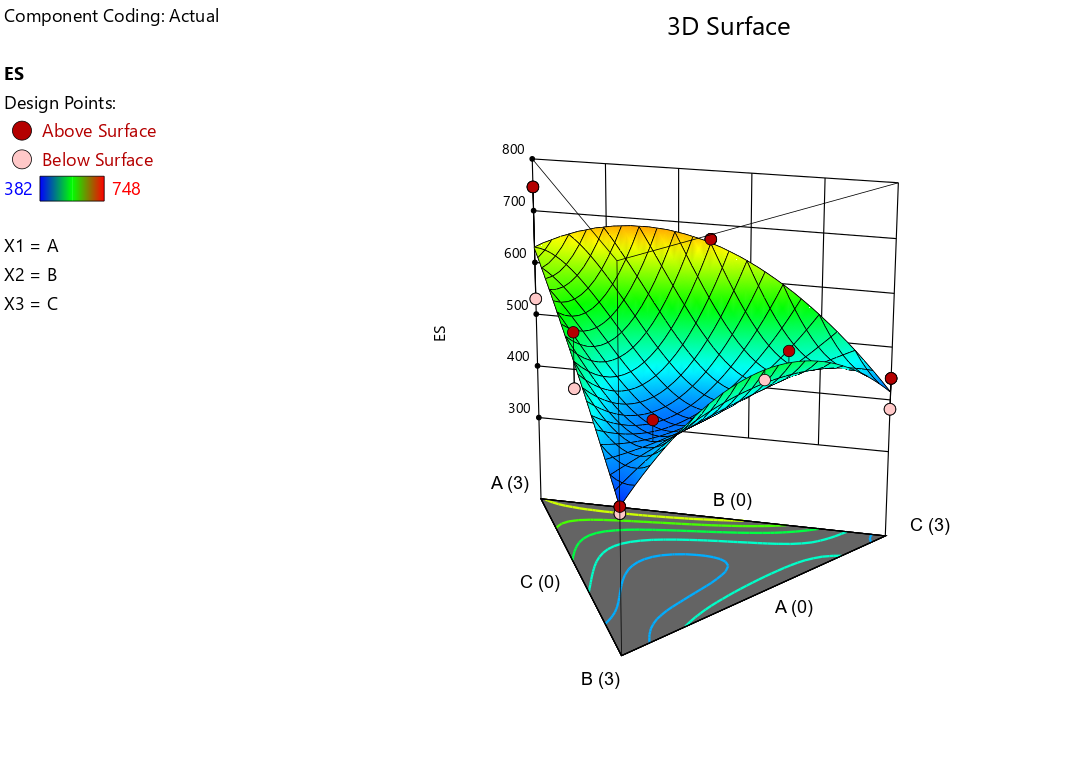 Component Coding: Actual
3D Surface
ES
Design Points:
Above Surface
Below Surface
382 748
X1 = A
X2 = B
X3 = C
800
700
600
500
400
300
ES
A (3)
B (0)
C (3)
C (0)
A (0)
B (3)